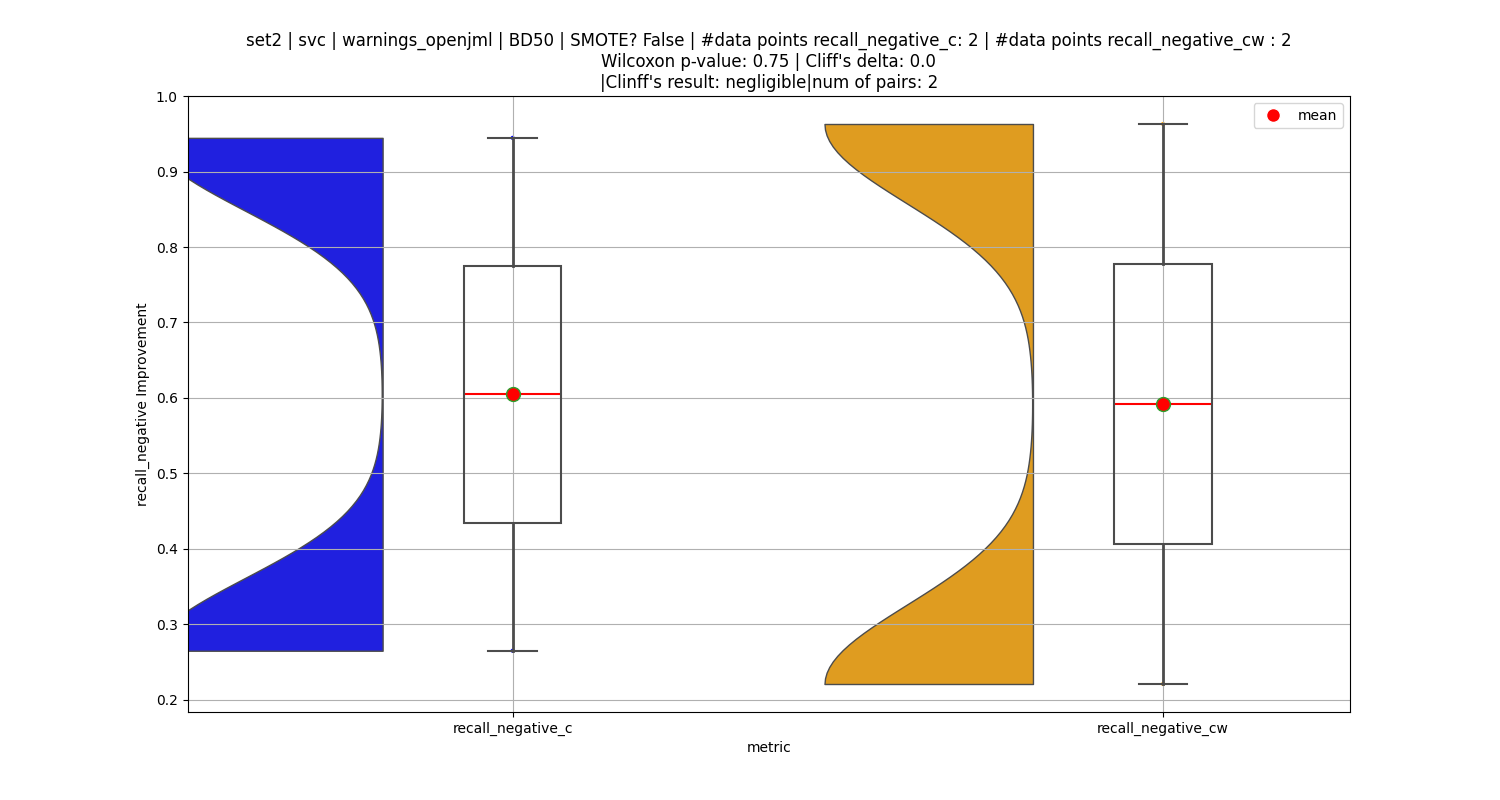 set2 | svc | warnings_openjml | BD50 | SMOTE? False | #data points recall_negative_c: 2 | #data points recall_negative_cw : 2
Wilcoxon p-value: 0.75 | Cliff's delta: 0.0
|Clinff's result: negligible|num of pairs: 2
mean
1.0
0.9
0.8
0.7
0.6
0.5
0.4
0.3
0.2
recall_negative Improvement
recall_negative_c
recall_negative_cw
metric